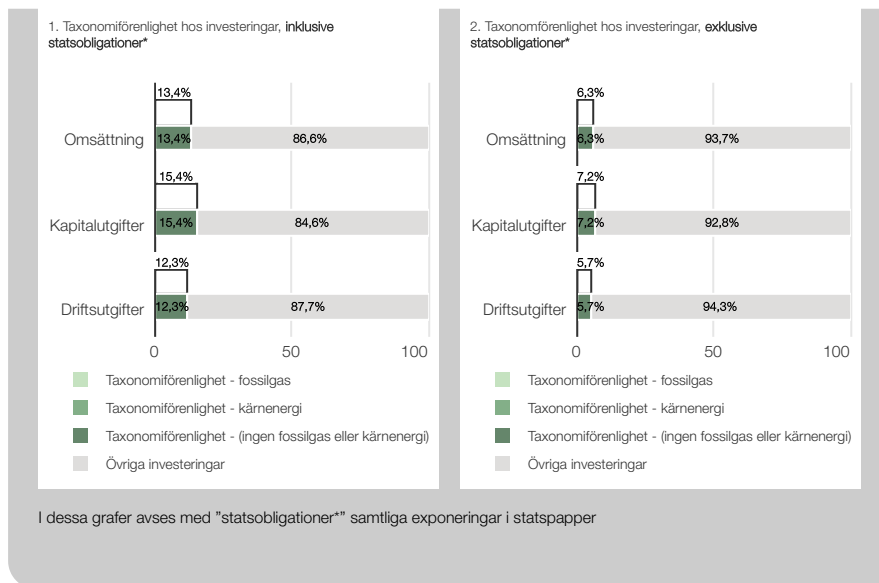 1. Taxonomiförenlighet hos investeringar, inklusive
statsobligationer*
13,4%
Omsättning 13,4% 86,6%
15,4%
Kapitalutgifter 15,4% 84,6%
12,3%
Driftsutgifter 12,3% 87,7%
0 50 100
Taxonomiförenlighet - fossilgas
Taxonomiförenlighet - kärnenergi
Taxonomiförenlighet - (ingen fossilgas eller kärnenergi)
Övriga investeringar
2. Taxonomförenlighet hos investeringar, exklusive
statsobligationer*
6,3%
Omsättning 6,3% 93,7%
7,2%
Kapitalutgifter 7,2% 92,8%
5,7%
Driftsutgifter 5,7% 94,3%
0 50 100
Taxonomiförenlighet - fossilgas
Taxonomiförenlighet - kärnenergi
Taxonomiförenlighet - (ingen fossilgas eller kärnenergi)
Övriga investeringar
I dessa grafer avses med ”statsobligationer*” samtliga exponeringar i statspapper